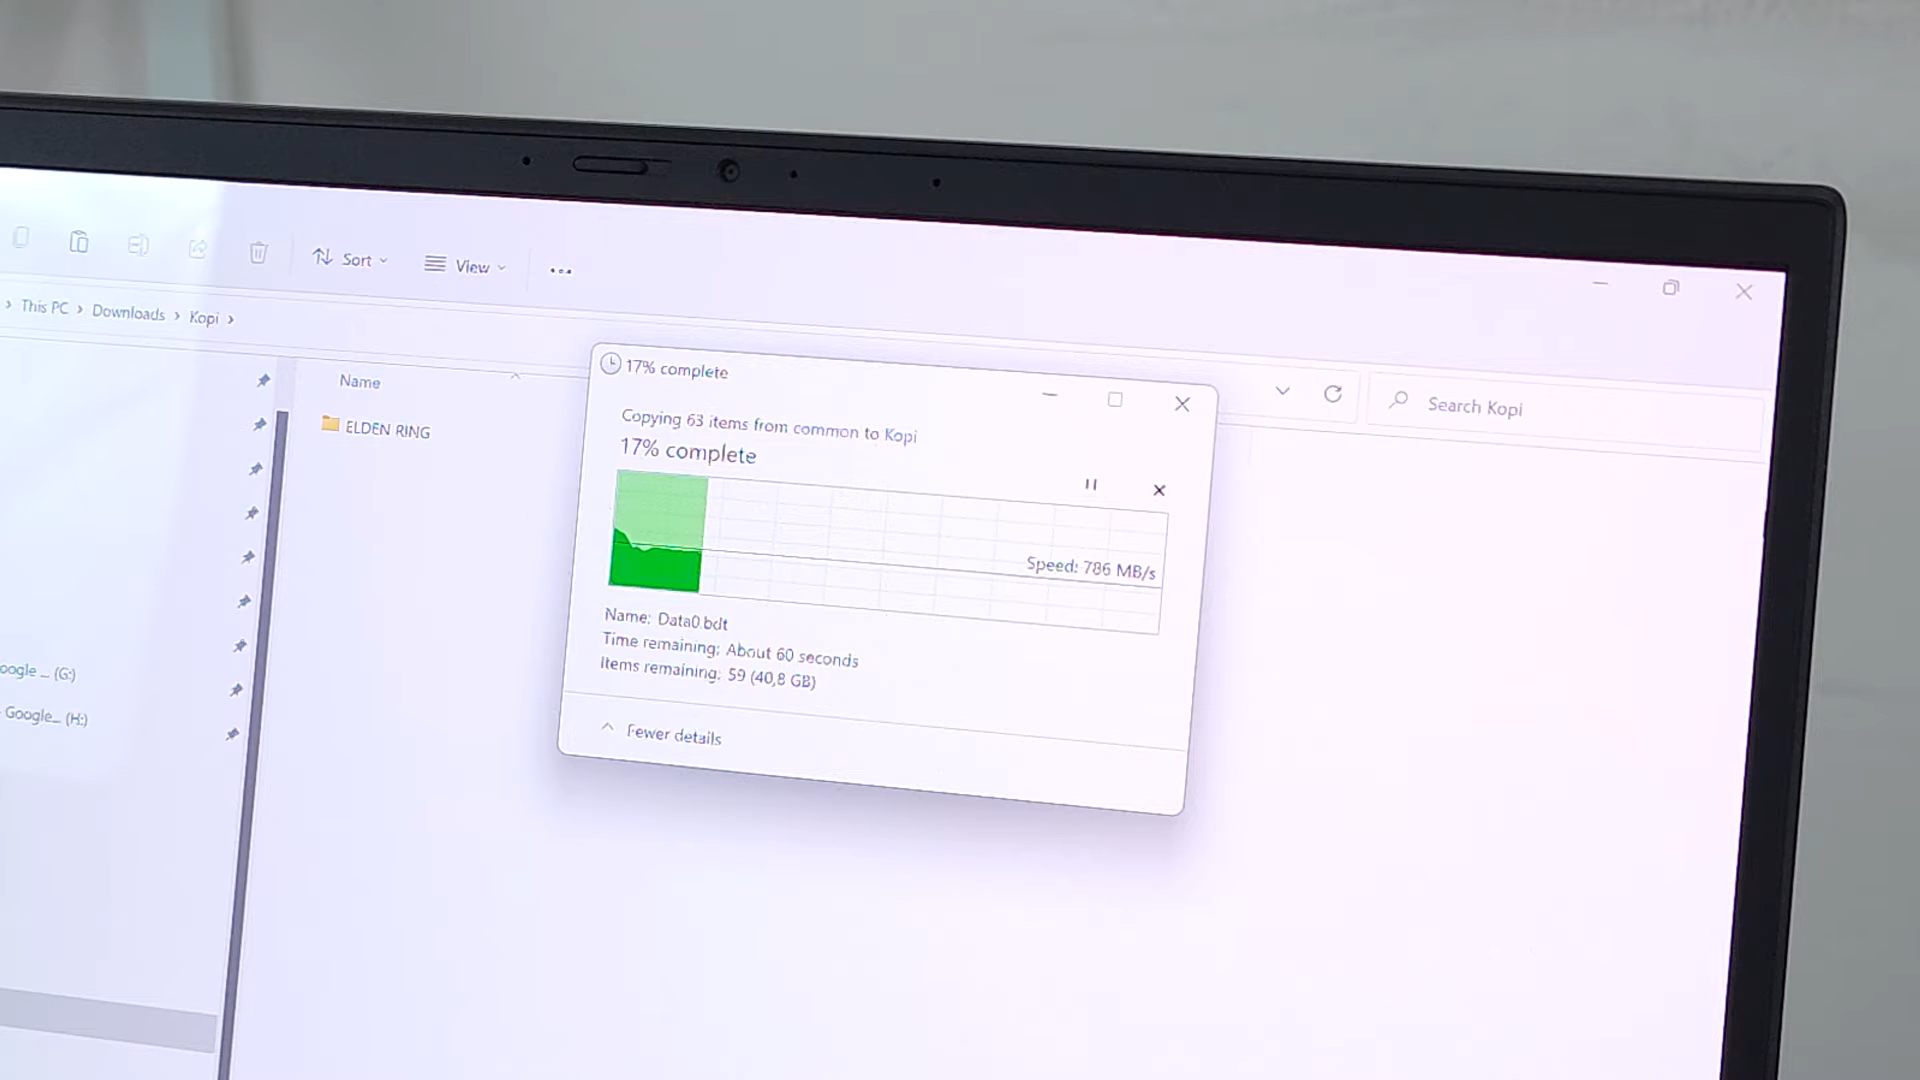 Sort
View
This PC > Downloads > Kopi >
Search Kopi
Name
ELDEN RING
17% complete
Copying 63 items from common to Kopi
17% complete
Speed: 786 MB/s
Name: Data0.bdt
Time remaining: About 60 seconds
Items remaining: 59 (40,8 GB)
Fewer details
oogle _ (G:)
Google_ (H:)